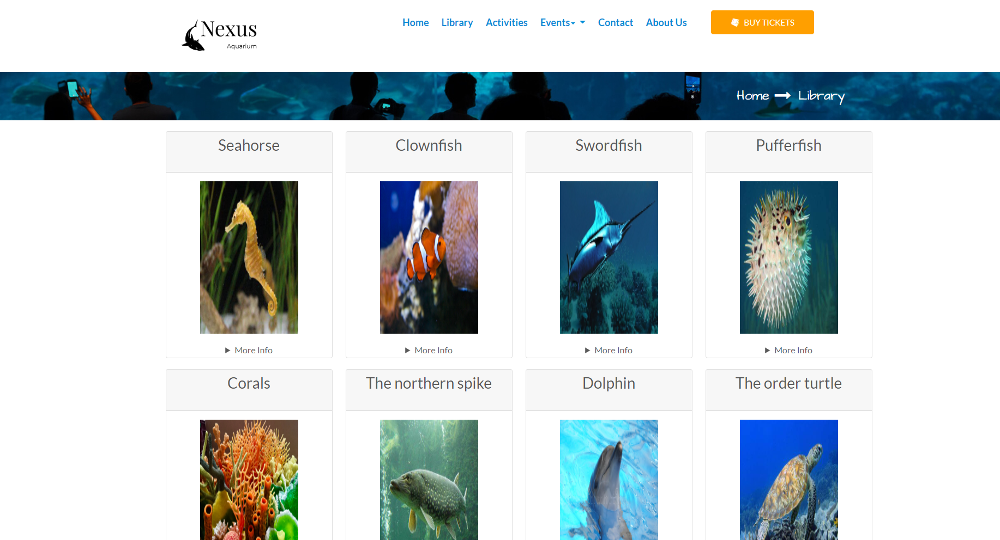 Nexus
Aquarium
Home Library Activities Events Contact About Us BUY TICKETS
Home Library
Seahorse Clownfish Swordfish Pufferfish
More Info More Info More Info More Info
Corals The northern spike Dolphin The order turtle